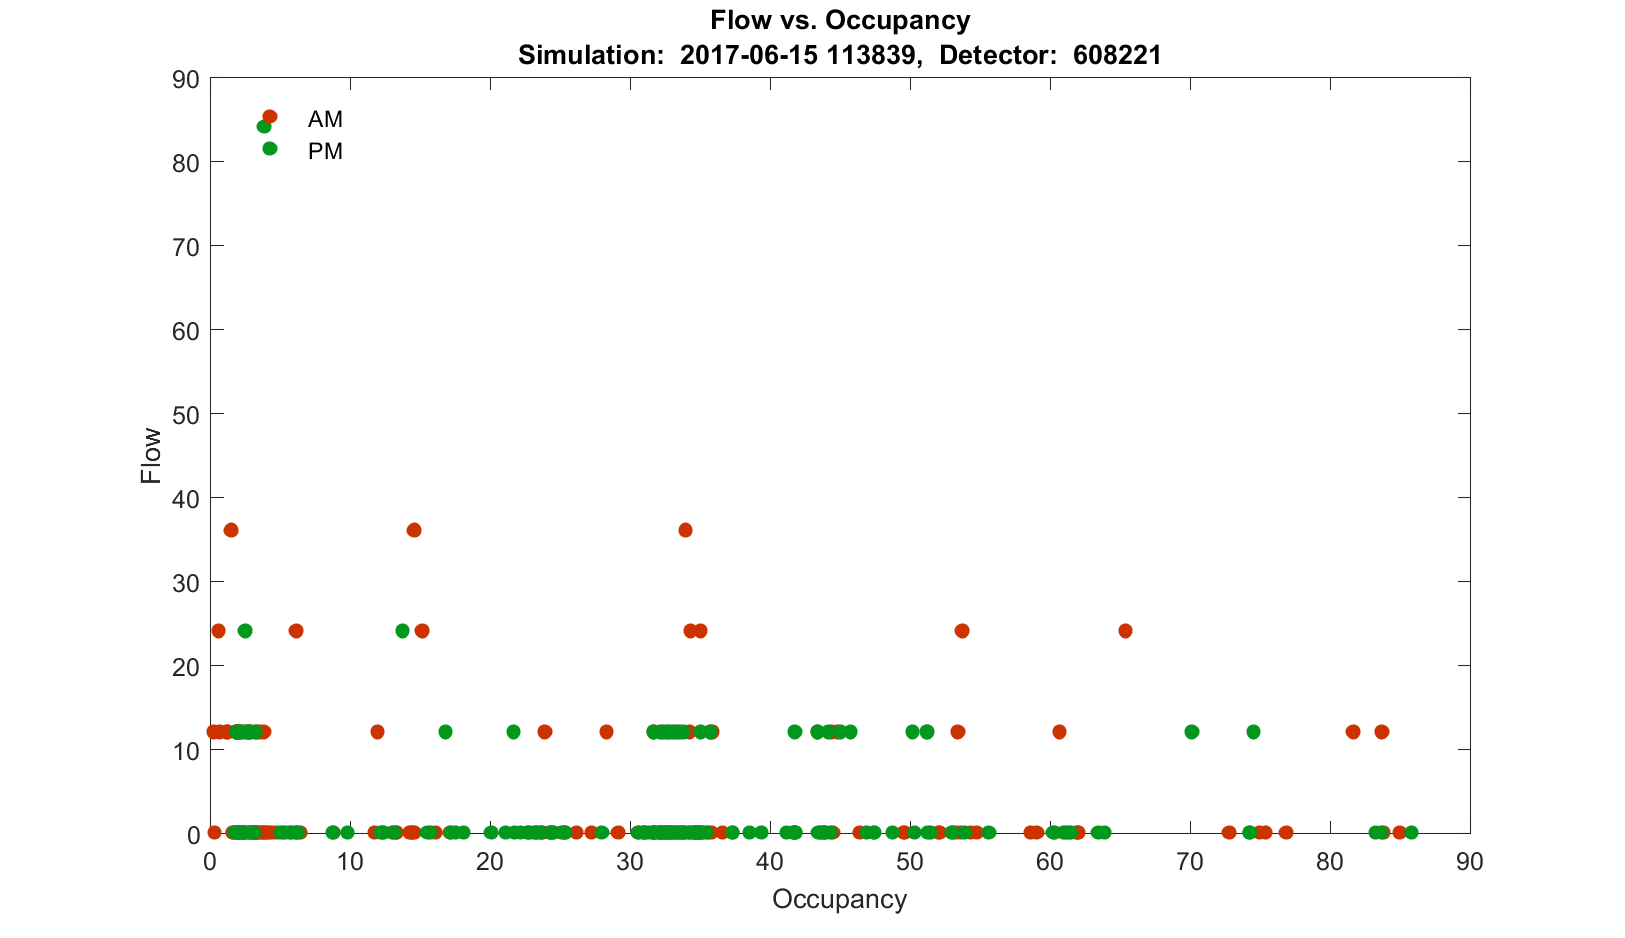 Flow vs. Occupancy
Simulation:  2017-06-15 113839,  Detector:  608221
90
80
70
60
50
40
30
20
10
0
Flow
AM
PM
0 10 20 30 40 50 60 70 80 90
Occupancy